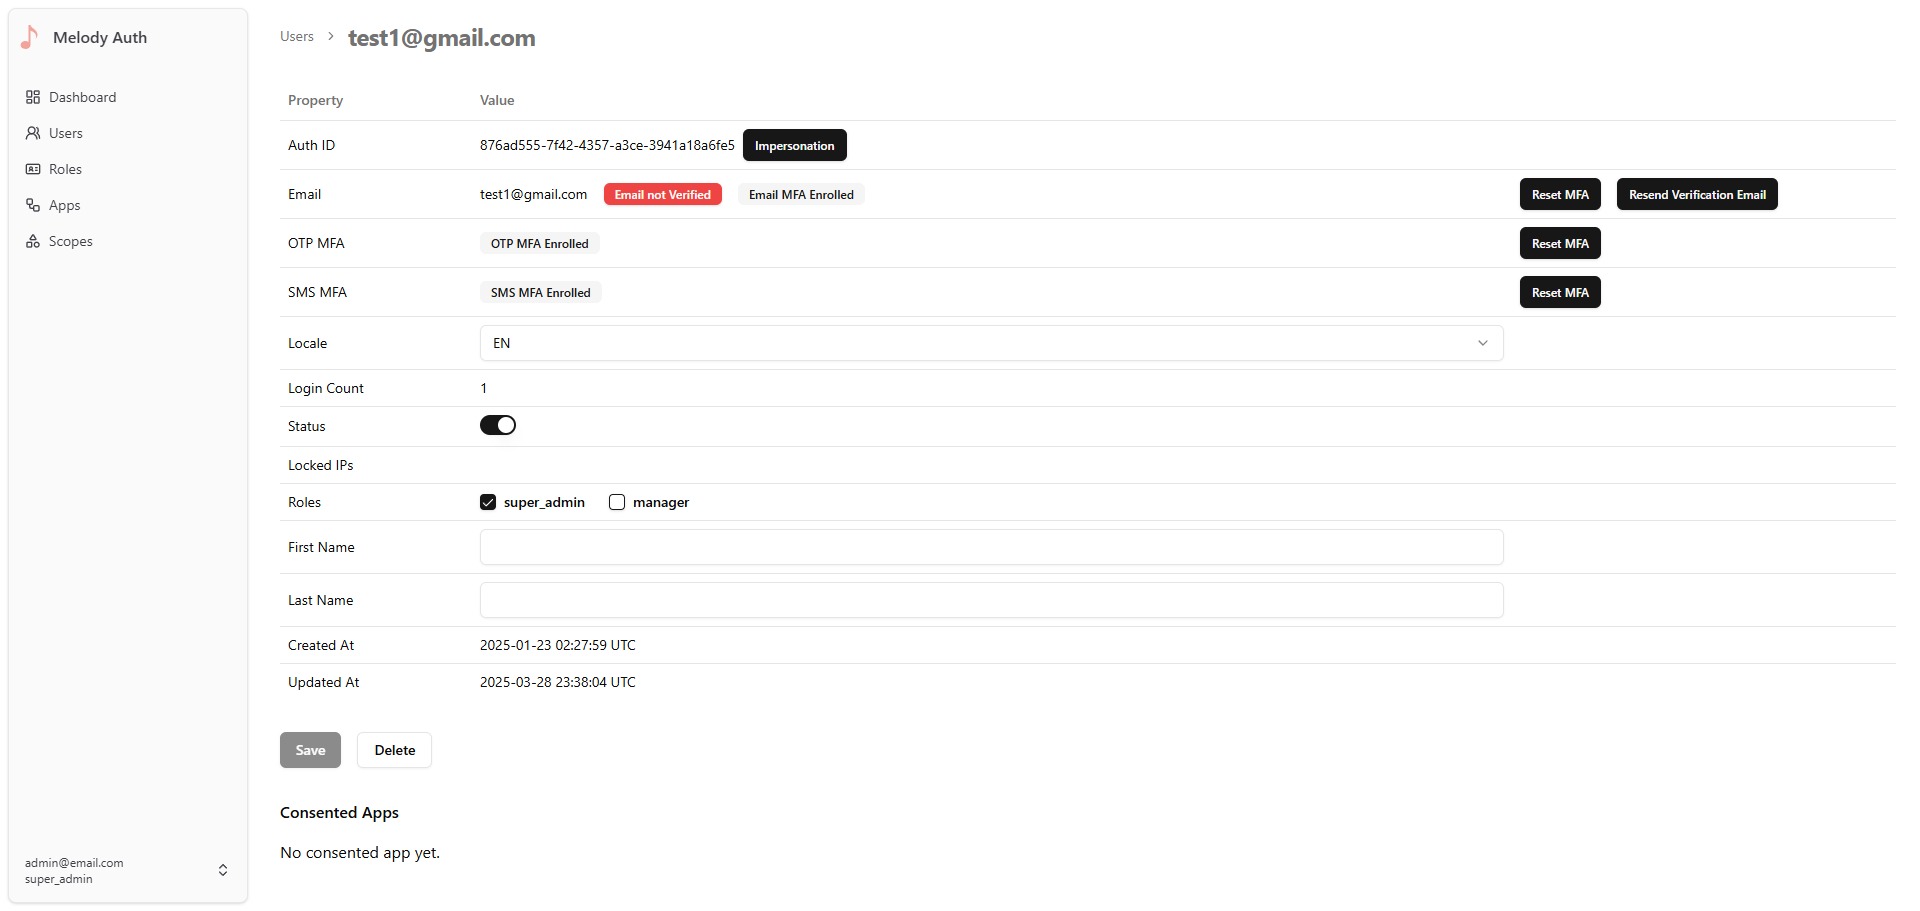 Melody Auth
Dashboard
Users
Roles
Apps
Scopes
admin@email.com
super_admin
Users > test1@gmail.com
Property Value
Auth ID 876ad555-7f42-4357-a3ce-3941a18a6fe5 Impersonation
Email test1@gmail.com Email not Verified Email MFA Enrolled Reset MFA Resend Verification Email
OTP MFA OTP MFA Enrolled Reset MFA
SMS MFA SMS MFA Enrolled Reset MFA
Locale EN
Login Count 1
Status
Locked IPs
Roles super_admin manager
First Name
Last Name
Created At 2025-01-23 02:27:59 UTC
Updated At 2025-03-28 23:38:04 UTC
Save Delete
Consented Apps
No consented app yet.